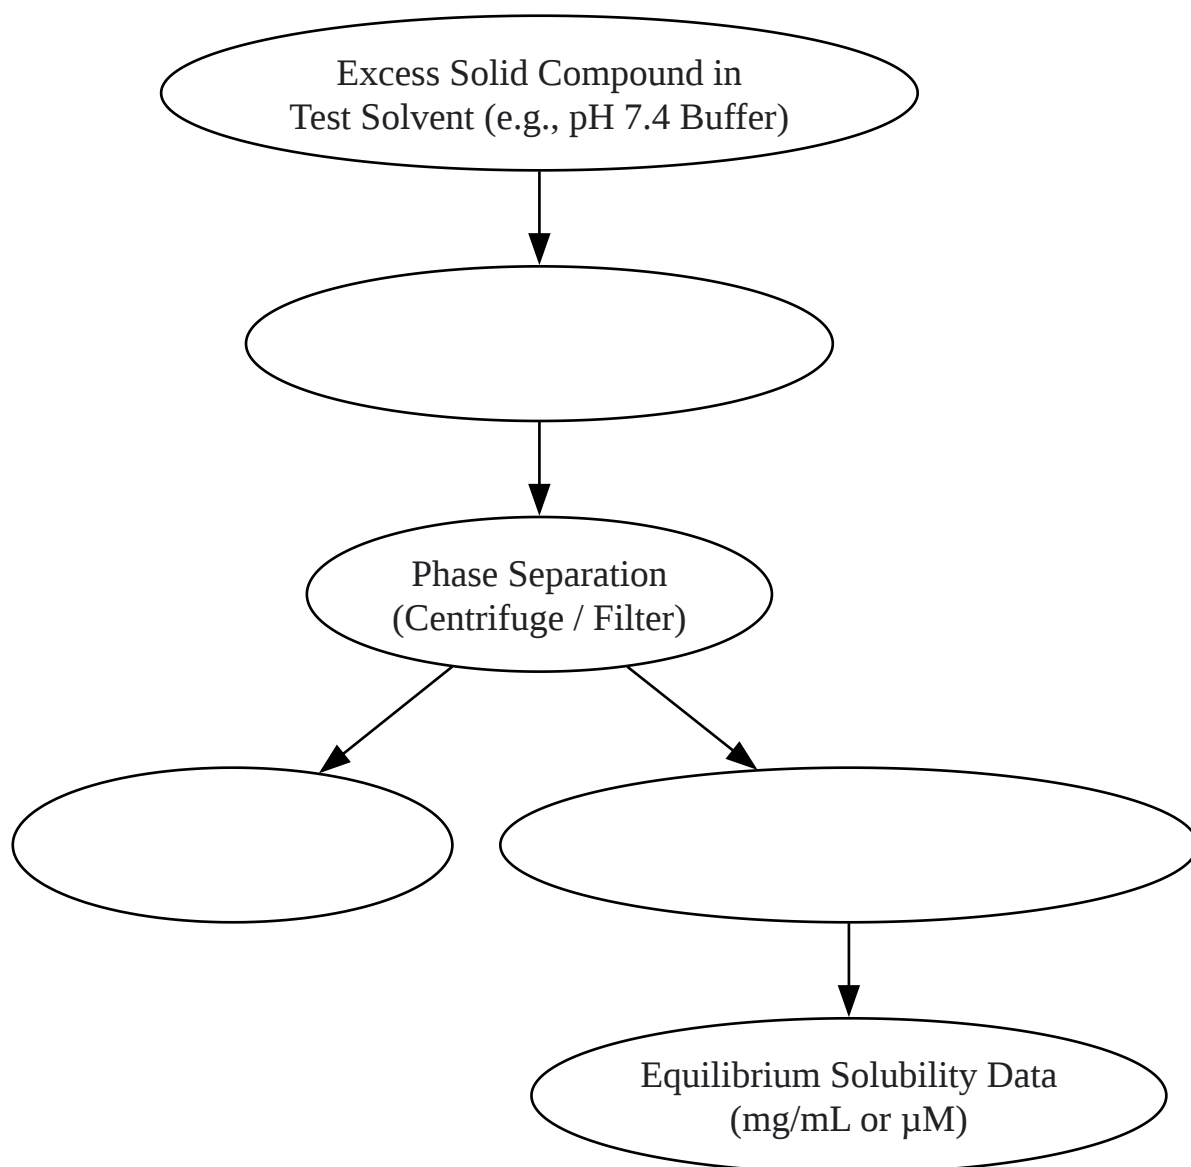 Excess Solid Compound in
Test Solvent (e.g., pH 7.4 Buffer)
Phase Separation
(Centrifuge / Filter)
Equilibrium Solubility Data
(mg/mL or µM)